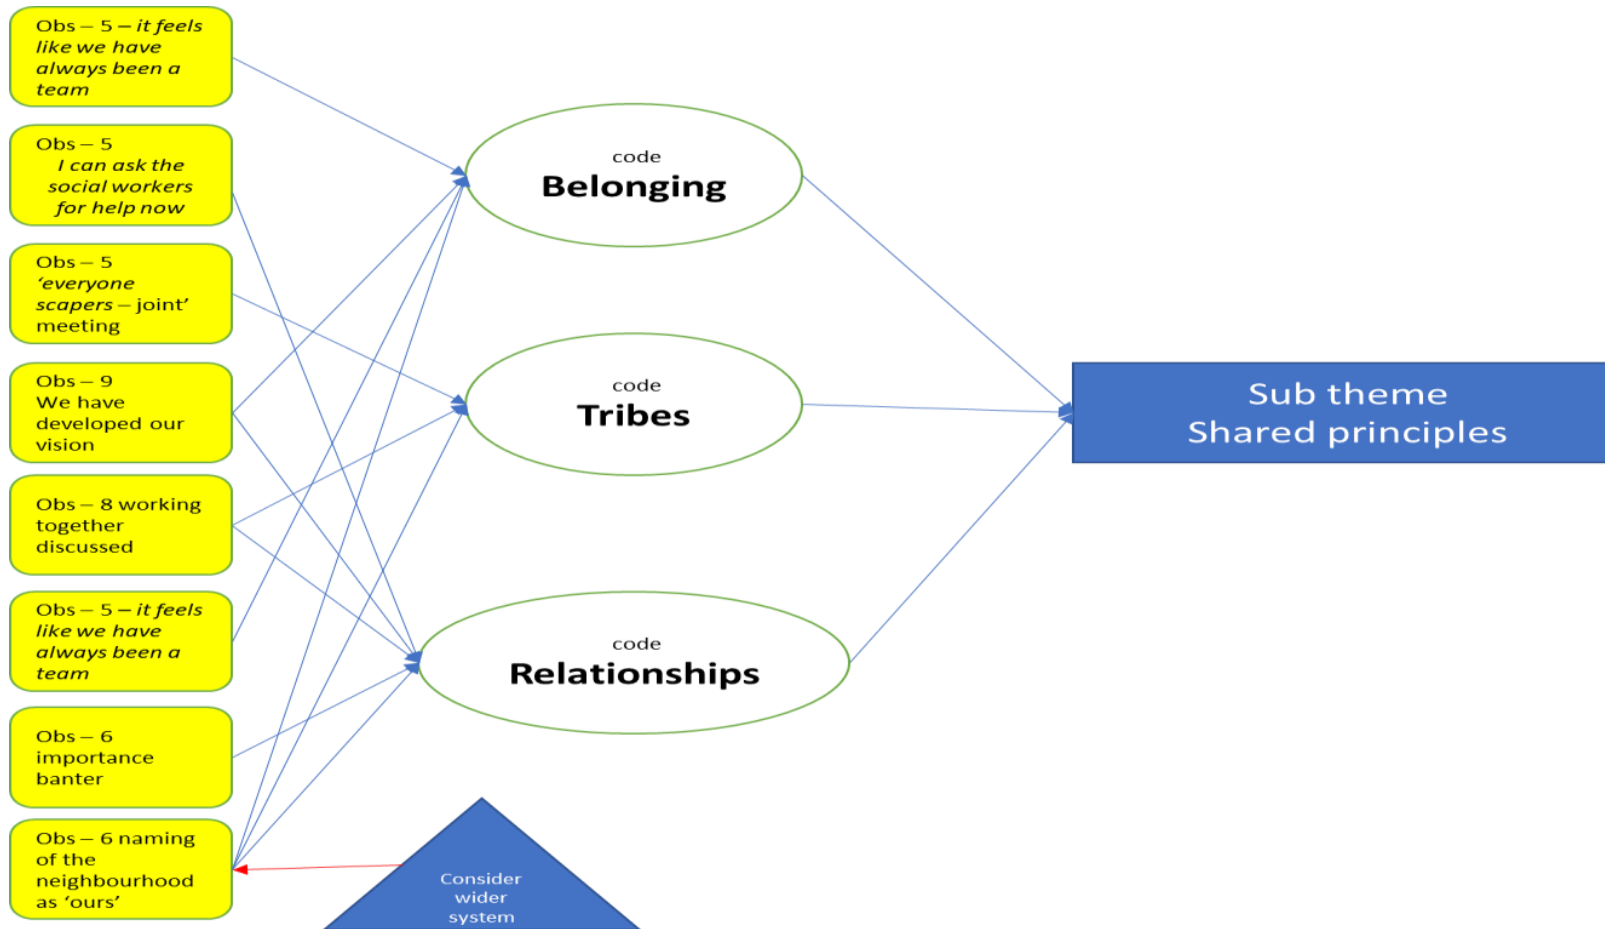 Obs – 5 – it feels
like we have
always been a
team
Obs – 5
I can ask the
social workers
for help now
Obs – 5
‘everyone
scapers – joint’
meeting
Obs – 9
We have
developed our
vision
Obs – 8 working
together
discussed
Obs – 5 – it feels
like we have
always been a
team
Obs – 6
importance
banter
Obs – 6 naming
of the
neighbourhood
as ‘ours’
code
Belonging
code
Tribes
code
Relationships
Consider
wider
system
Sub theme
Shared principles